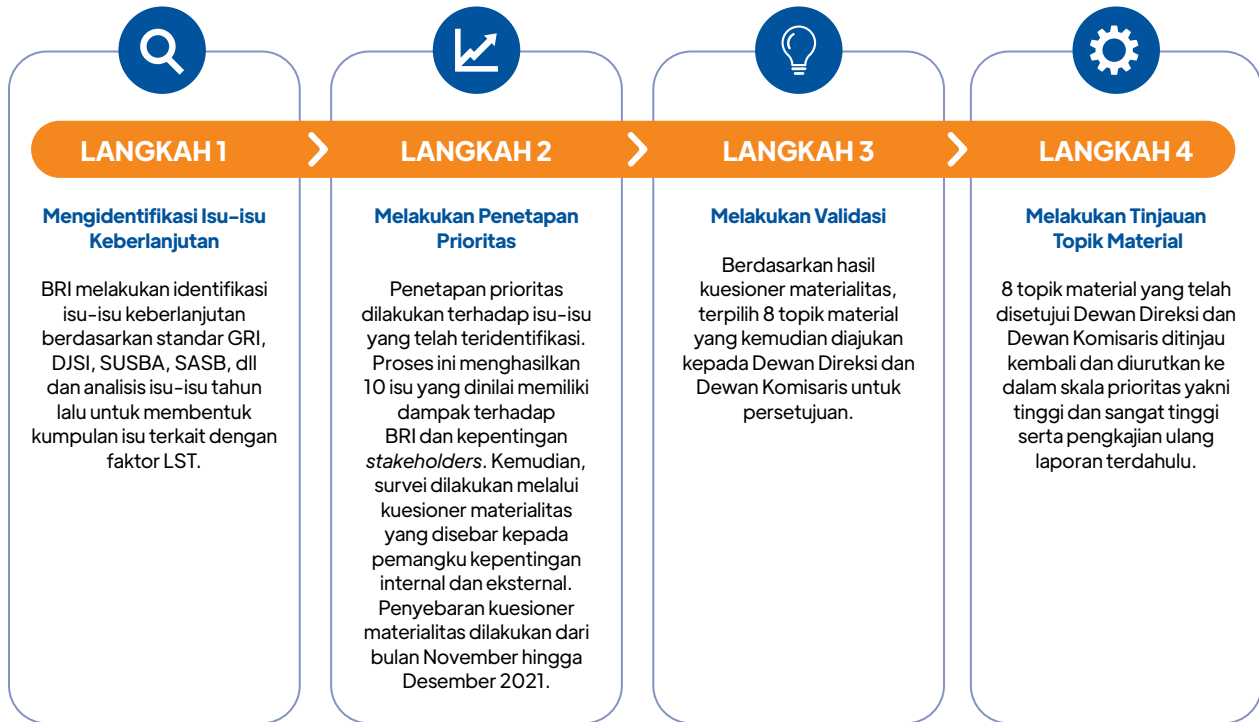 LANGKAH 1
Mengidentifikasi Isu-isu
Keberlanjutan
BRI melakukan identifikasi
isu-isu keberlanjutan
berdasarkan standar GRI,
DJSI, SUSBA, SASB, dll
dan analisis isu-isu tahun
lalu untuk membentuk
kumpulan isu terkait dengan
faktor LST.
LANGKAH 2
Melakukan Penetapan
Prioritas
Penetapan prioritas
dilakukan terhadap isu-isu
yang telah teridentifikasi.
Proses ini menghasilkan
10 isu yang dinilai memiliki
dampak terhadap
BRI dan kepentingan
stakeholders. Kemudian,
survei dilakukan melalui
kuesioner materialitas
yang disebar kepada
pemangku kepentingan
internal dan eksternal.
Penyebaran kuesioner
materialitas dilakukan dari
bulan November hingga
Desember 2021.
LANGKAH 3
Melakukan Validasi
Berdasarkan hasil
kuesioner materialitas,
terpilih 8 topik material
yang kemudian diajukan
kepada Dewan Direksi dan
Dewan Komisaris untuk
persetujuan.
LANGKAH 4
Melakukan Tinjauan
Topik Material
8 topik material yang telah
disetujui Dewan Direksi dan
Dewan Komisaris ditinjau
kembali dan diurutkan ke
dalam skala prioritas yakni
tinggi dan sangat tinggi
serta pengkajian ulang
laporan terdahulu.